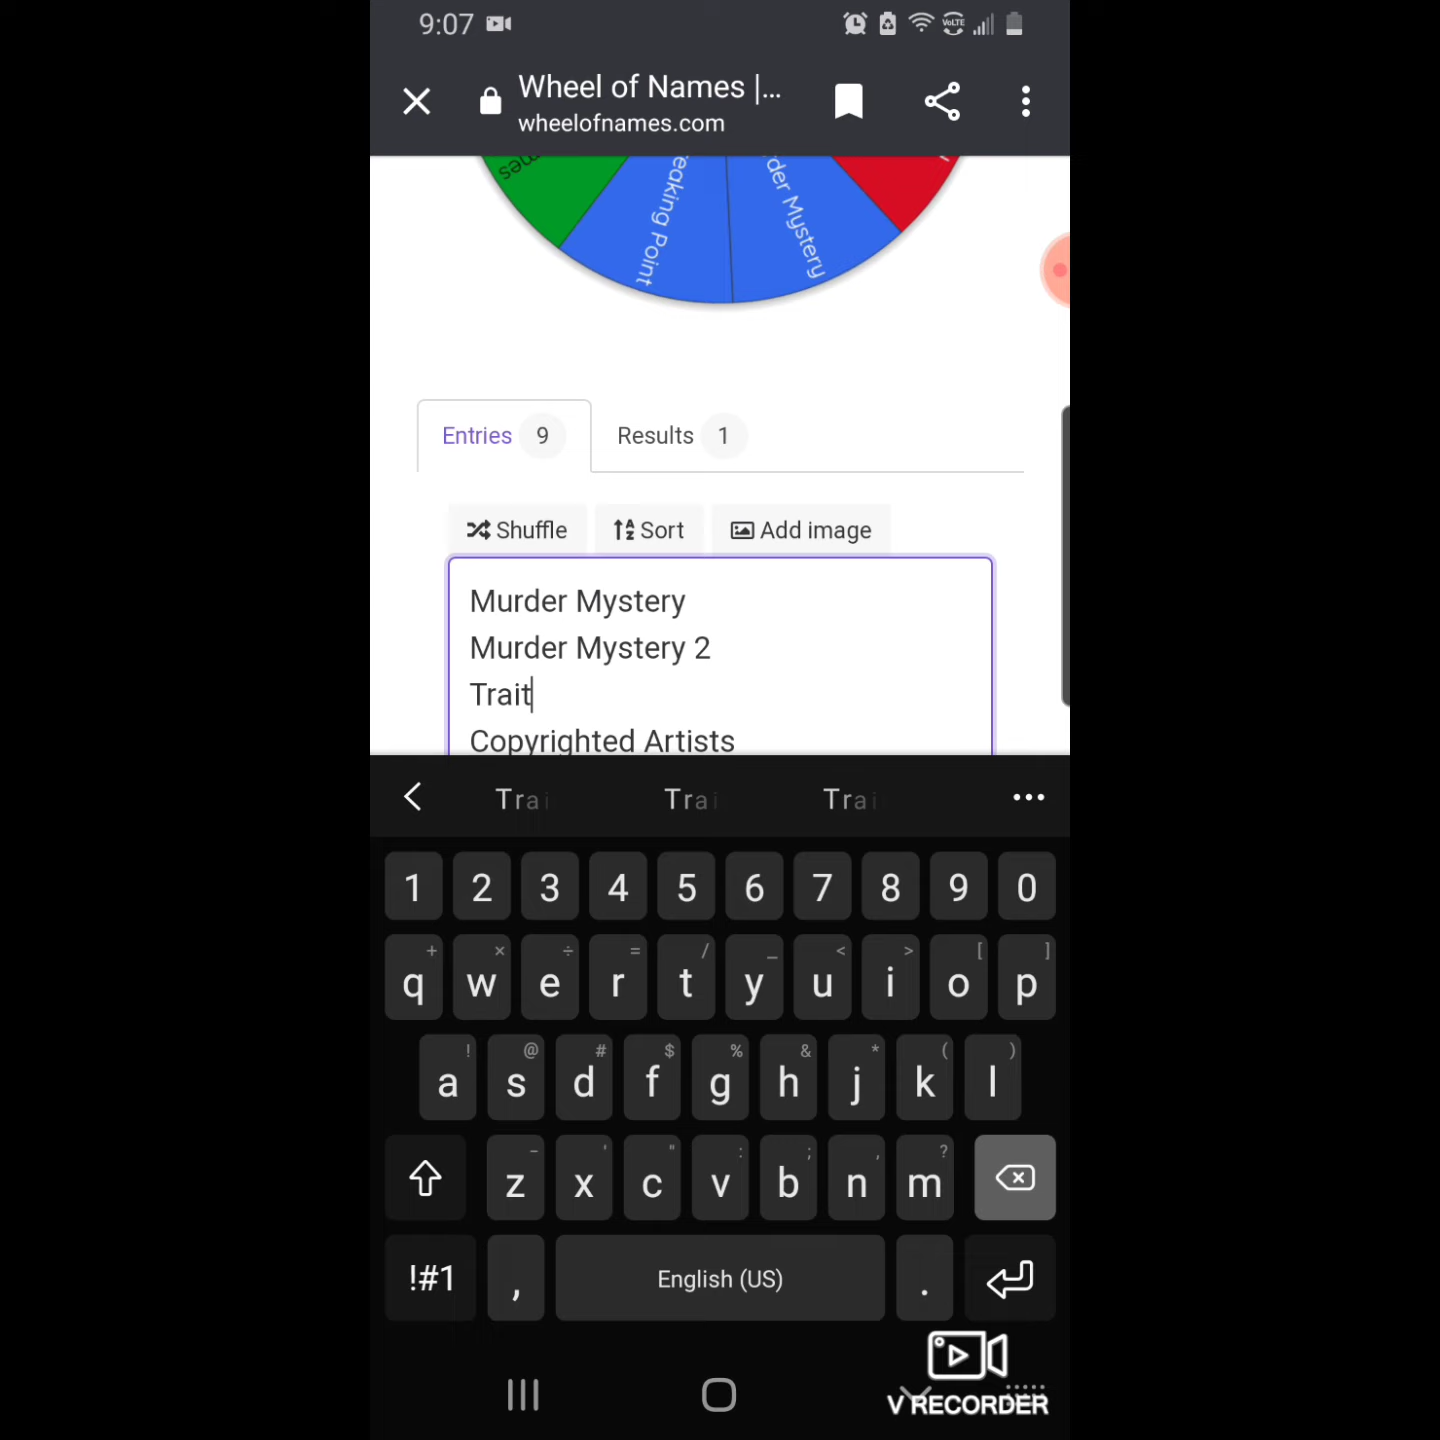 9:07
VoLTE
Wheel of Names |...
wheelofnames.com
eaking Point
der Mystery
Entries 9
Results 1
Shuffle
Sort
Add image
Murder Mystery
Murder Mystery 2
Trait
Copyrighted Artists
Trai Trai Trai
1 2 3 4 5 6 7 8 9 0
+ × ÷ = / _ < > [ ]
q w e r t y u i o p
! @ # $ % & * ( )
a s d f g h j k l
- ' " : ; , ?
z x c v b n m
!#1 , English (US) .
V RECORDER